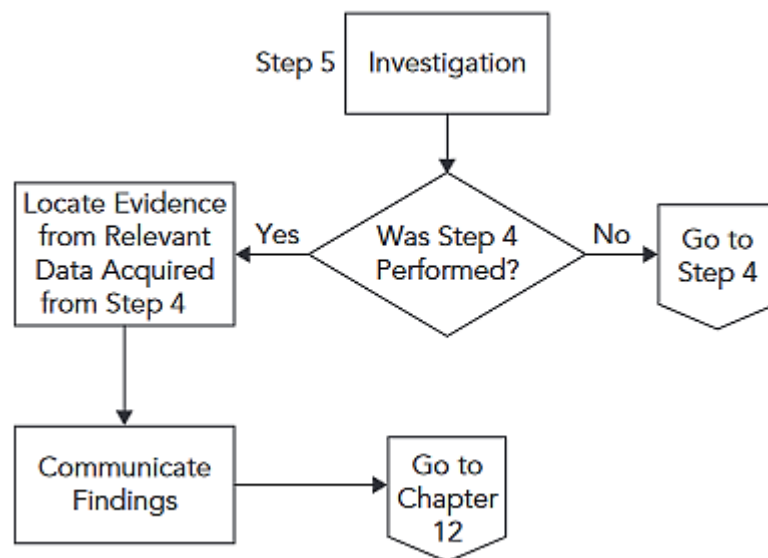 Step 5
Investigation
Locate Evidence
from Relevant
Data Acquired
from Step 4
Yes
Was Step 4
Performed?
No
Go to
Step 4
Communicate
Findings
Go to
Chapter
12